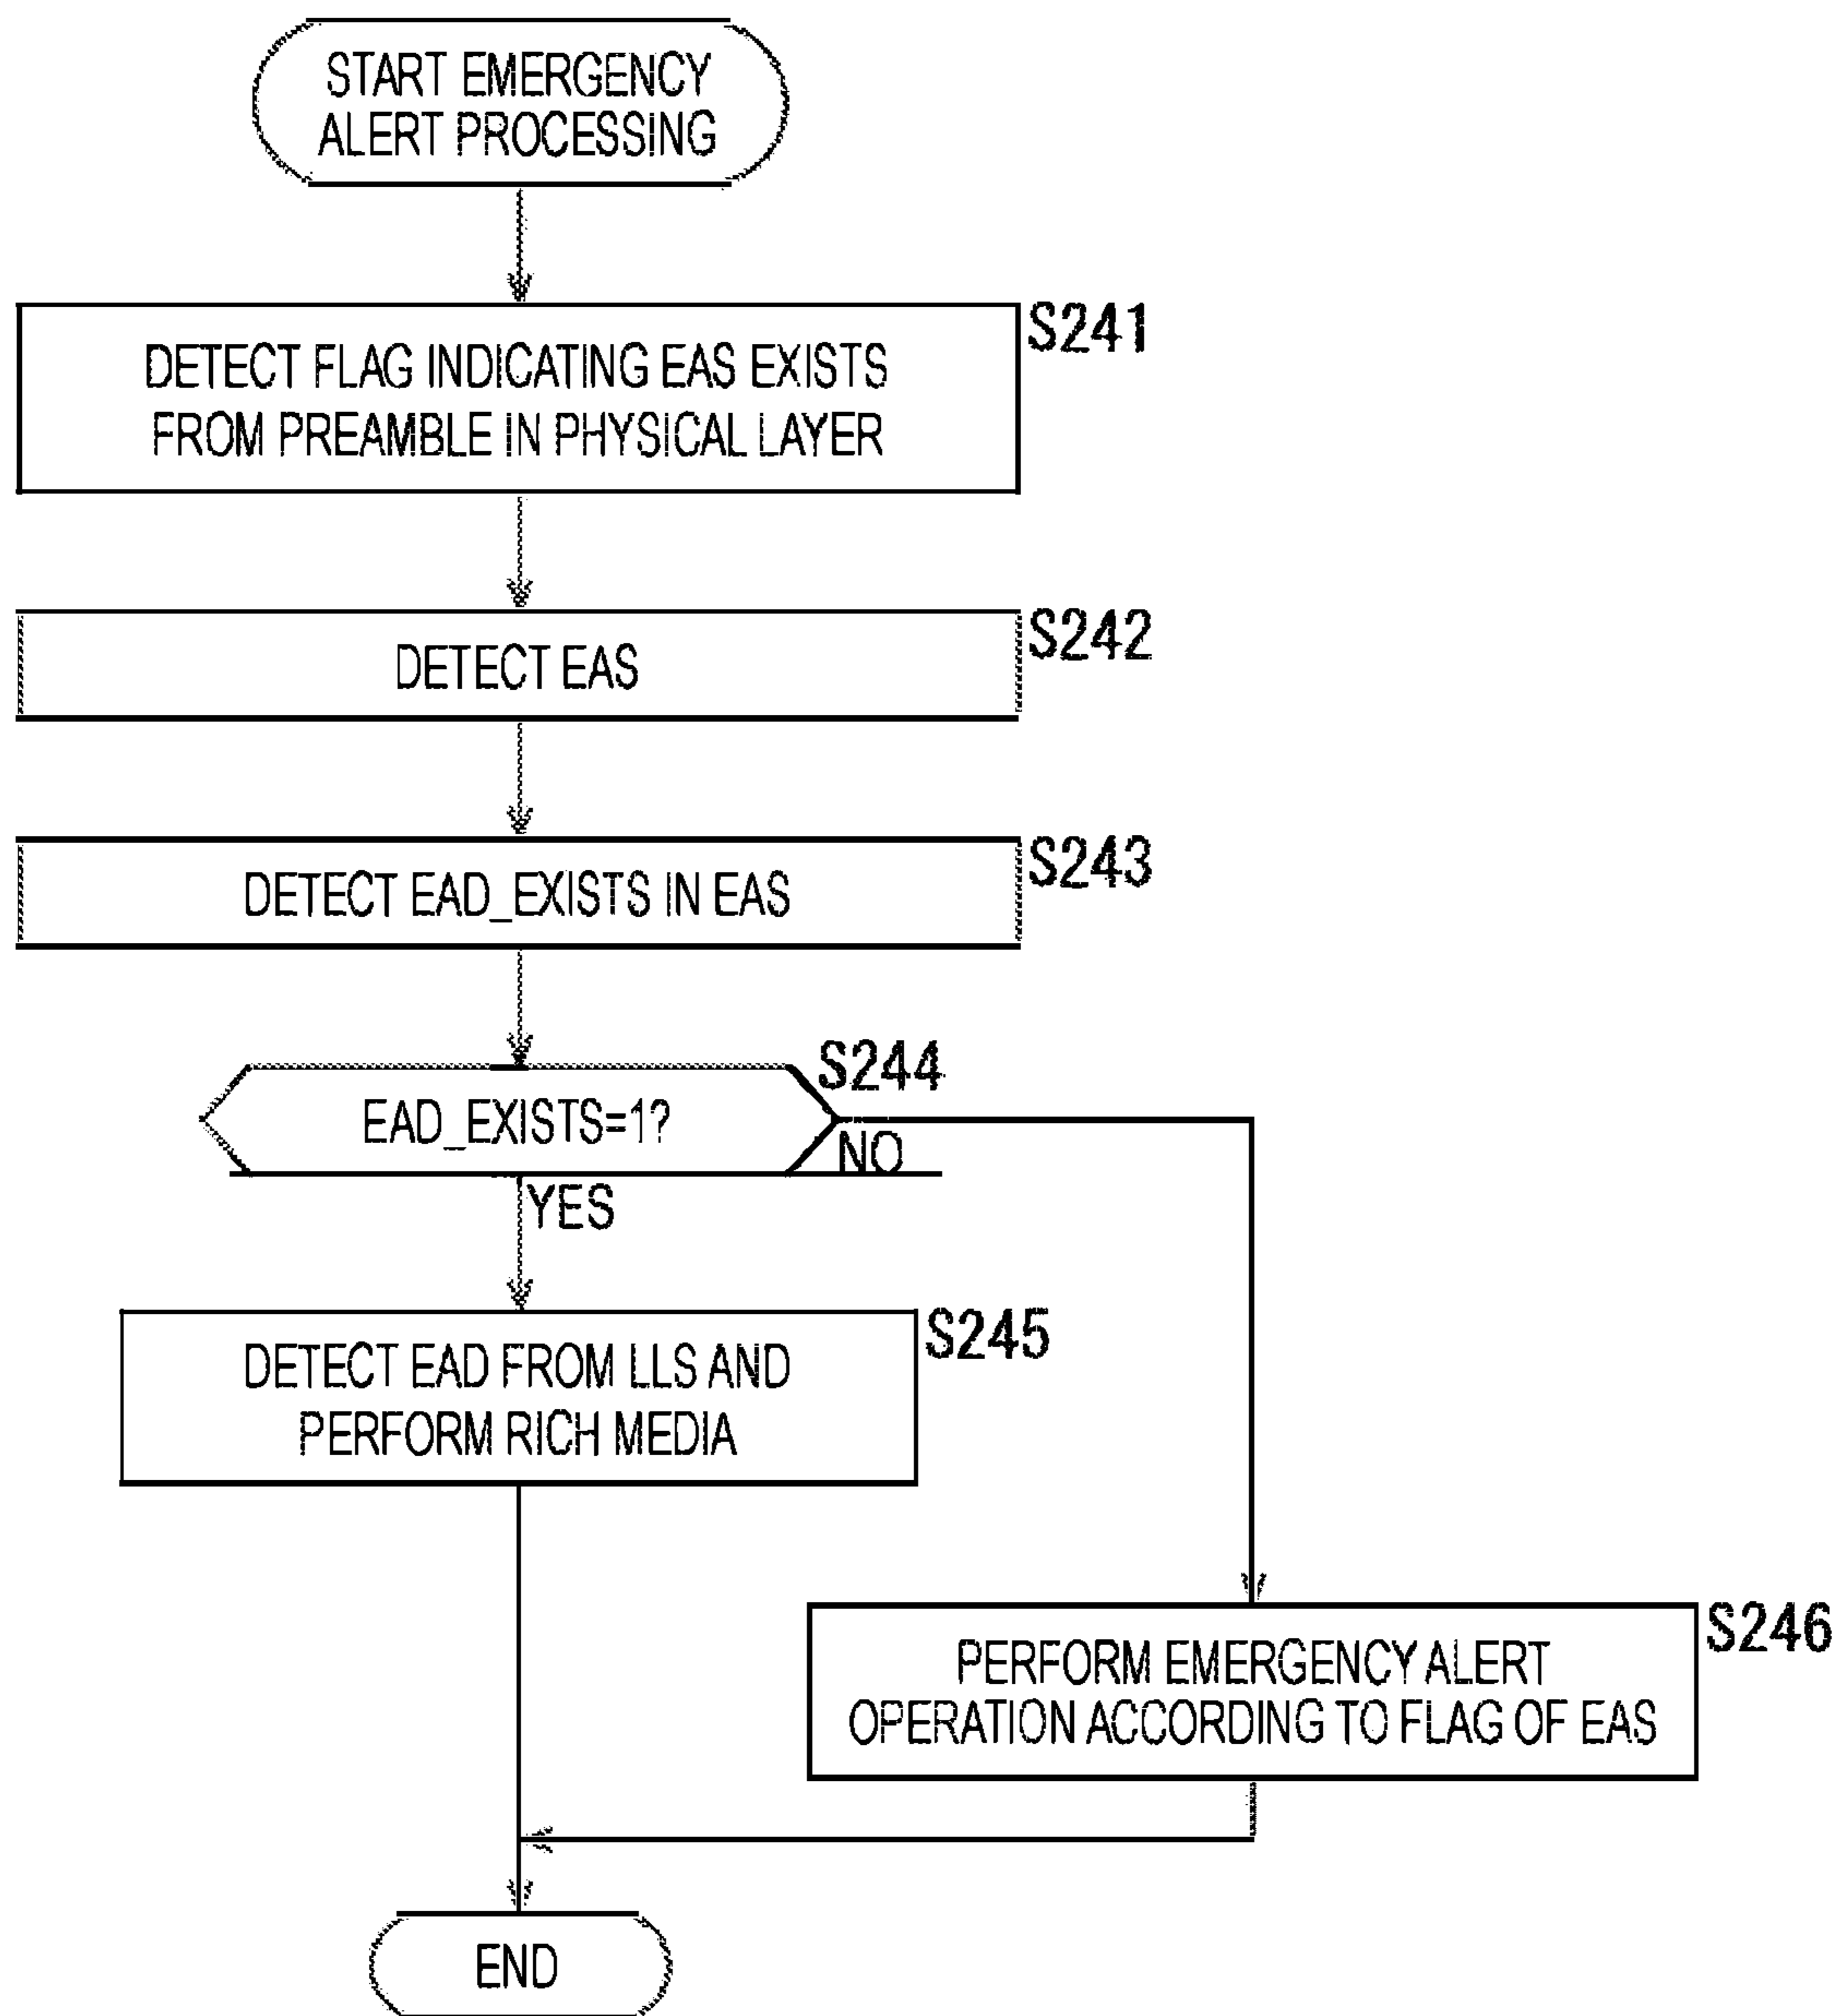 START EMERGENCY
ALERT PROCESSING
S241
DETECT FLAG INDICATING EAS EXISTS
FROM PREAMBLE IN PHYSICAL LAYER
S242
DETECT EAS
S243
DETECT EAD_EXISTS IN EAS
S244
EAD_EXISTS=1?
NO
YES
S245
DETECT EAD FROM LLS AND
PERFORM RICH MEDIA
S246
PERFORM EMERGENCY ALERT
OPERATION ACCORDING TO FLAG OF EAS
END